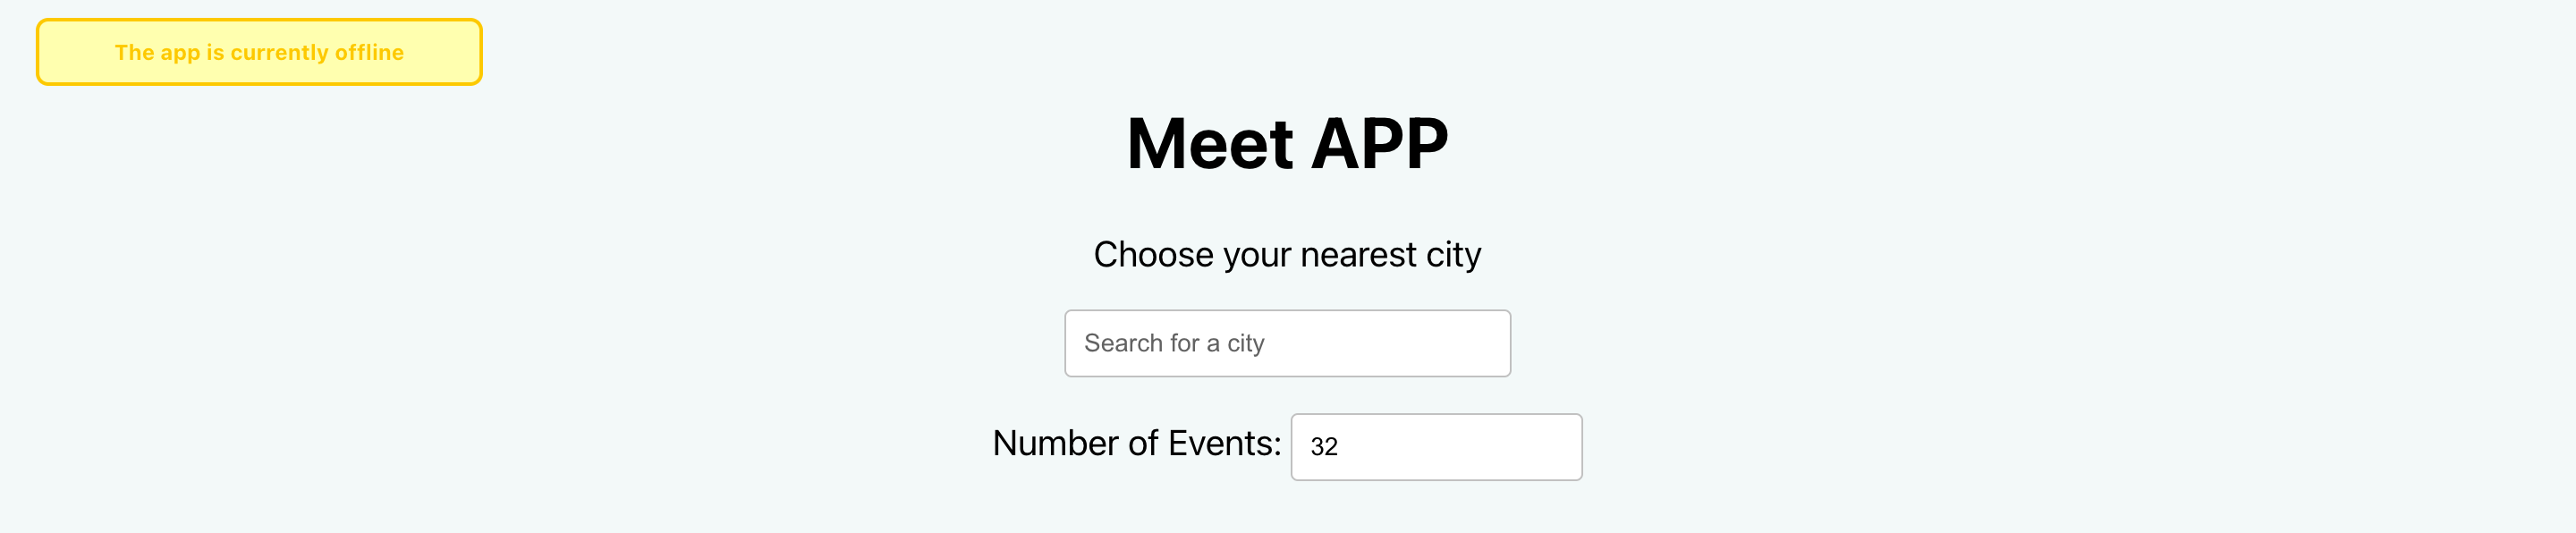 The app is currently offline
Meet APP
Choose your nearest city
Search for a city
Number of Events: 32